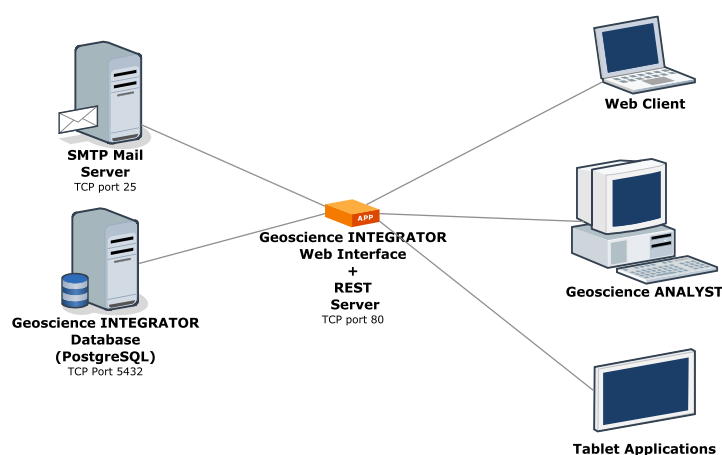 Web Client
SMTP Mail
Server
TCP port 25
APP
Geoscience INTEGRATOR
Web Interface
+
REST
Server
TCP port 80
Geoscience ANALYST
Geoscience INTEGRATOR
Database
(PostgreSQL)
TCP Port 5432
Tablet Applications